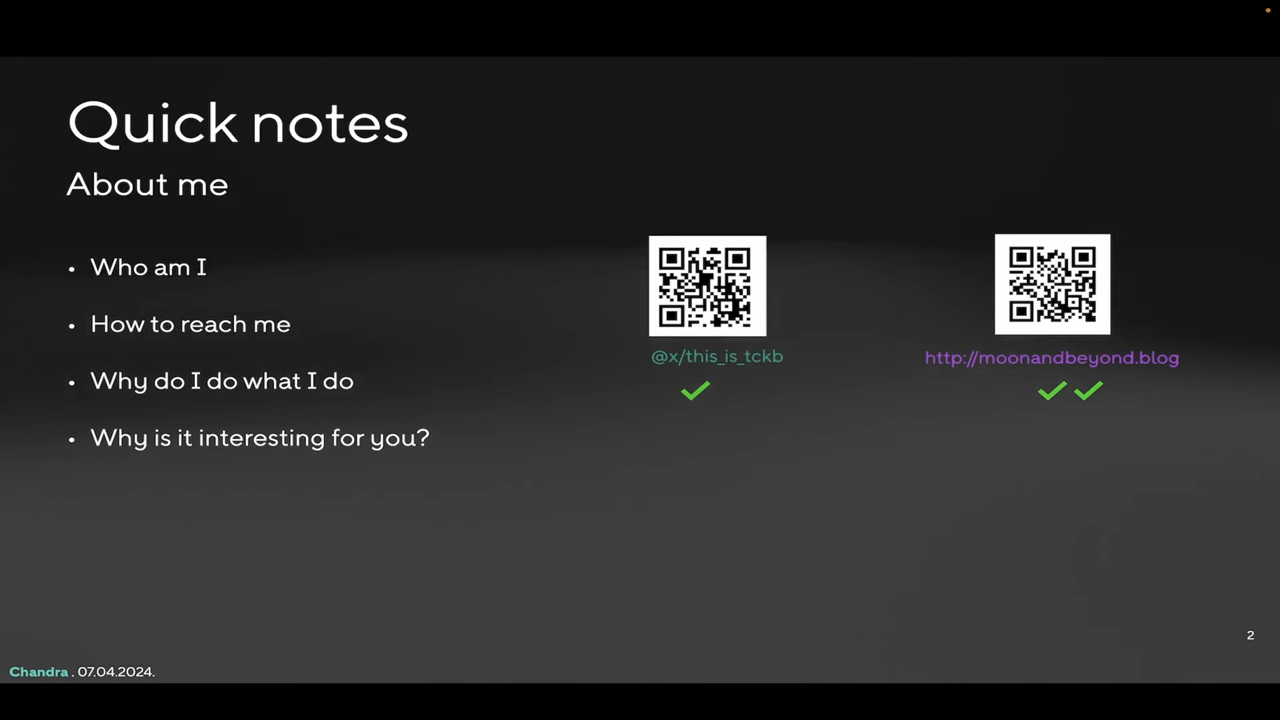 Quick notes
About me
• Who am I
• How to reach me
• Why do I do what I do
• Why is it interesting for you?
@x/this_is_tckb
http://moonandbeyond.blog
2
Chandra . 07.04.2024.